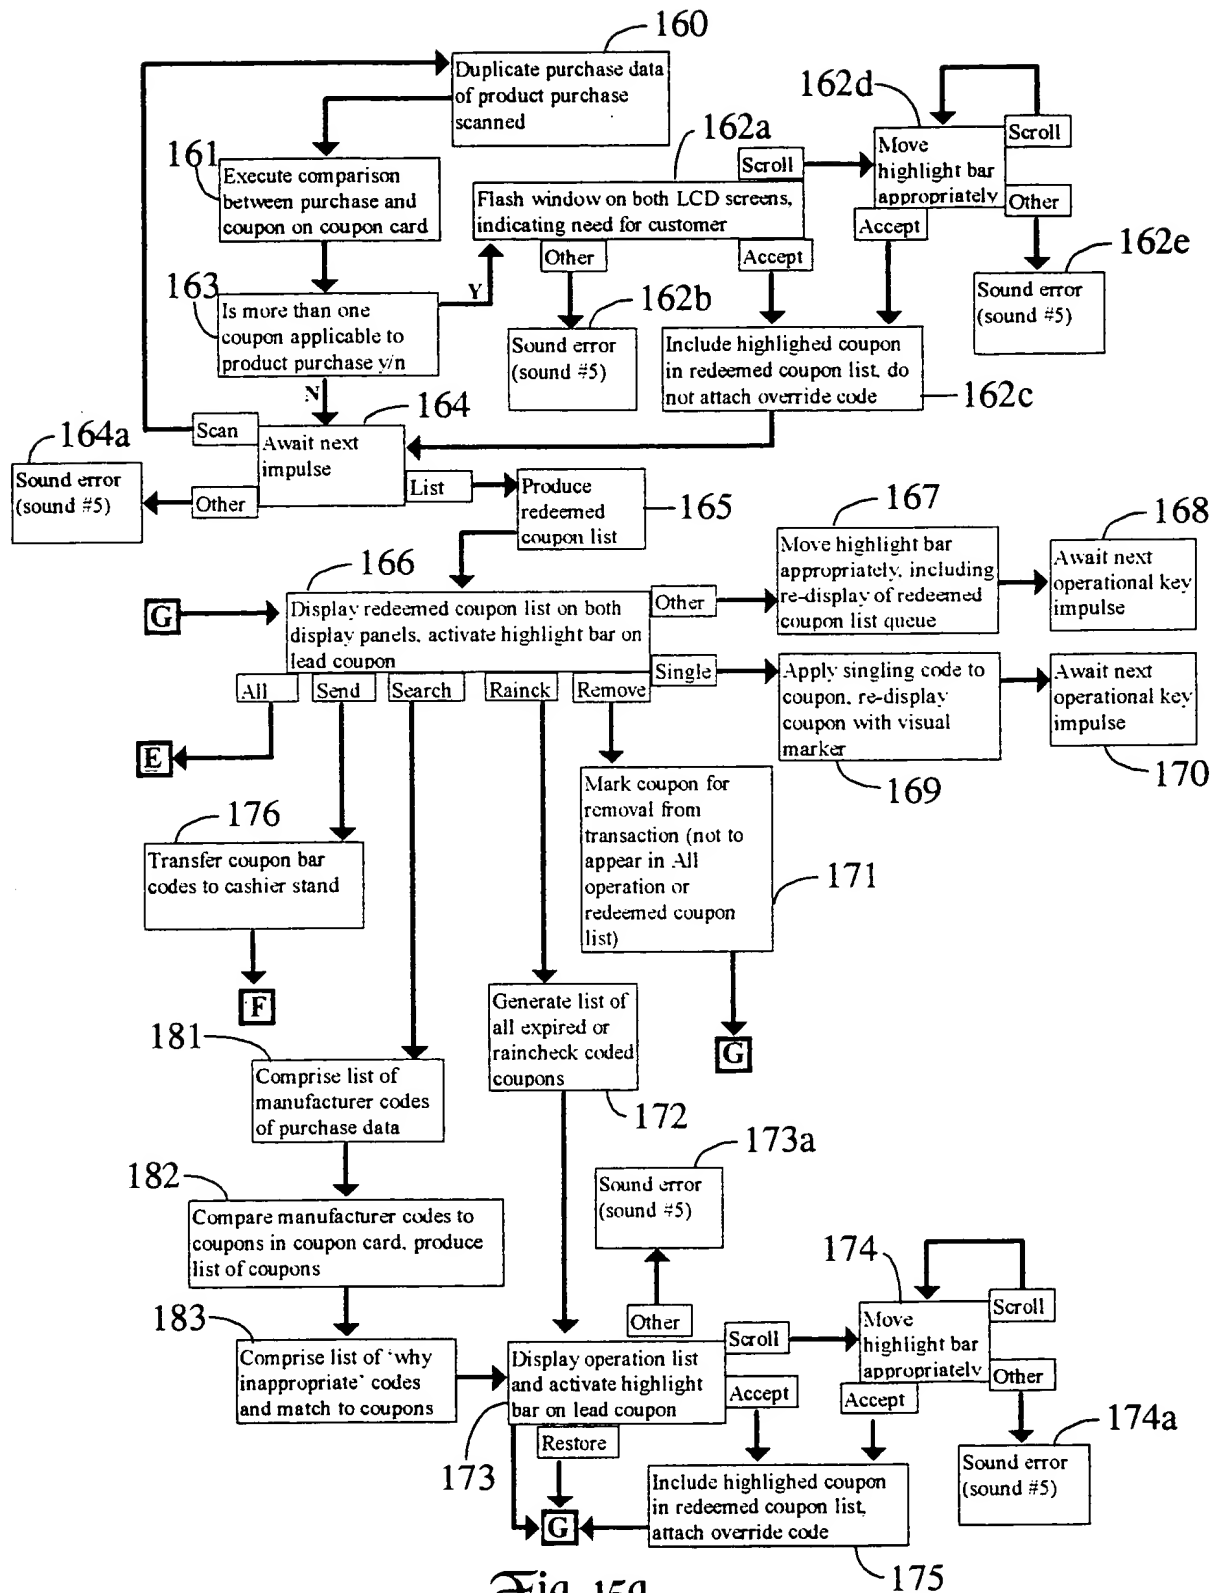 160
Duplicate purchase data
of product purchase
scanned
162d
Scroll
Move
highlight bar
appropriately
Other
Accept
162a
Scroll
161
Execute comparison
between purchase and
coupon on coupon card
Flash window on both LCD screens,
indicating need for customer
Other
Accept
162e
Sound error
(sound #5)
163
Is more than one
coupon applicable to
product purchase y/n
Y
N
162b
Sound error
(sound #5)
Include highlighed coupon
in redeemed coupon list, do
not attach override code
162c
164
Scan
Await next
impulse
Other
List
164a
Sound error
(sound #5)
Produce
redeemed
coupon list
165
167
Move highlight bar
appropriately, including
re-display of redeemed
coupon list queue
168
Await next
operational key
impulse
166
G
Display redeemed coupon list on both
display panels, activate highlight bar on
lead coupon
Other
Single
All
Send
Search
Rainck
Remove
Apply singling code to
coupon, re-display
coupon with visual
marker
169
Await next
operational key
impulse
170
E
176
Transfer coupon bar
codes to cashier stand
F
Mark coupon for
removal from
transaction (not to
appear in All
operation or
redeemed coupon
list)
171
G
Generate list of
all expired or
raincheck coded
coupons
172
181
Comprise list of
manufacturer codes
of purchase data
182
Compare manufacturer codes to
coupons in coupon card, produce
list of coupons
183
Comprise list of 'why
inappropriate' codes
and match to coupons
173a
Sound error
(sound #5)
Other
Display operation list
and activate highlight
bar on lead coupon
173
Scroll
Accept
Restore
G
174
Move
highlight bar
appropriately
Scroll
Other
Accept
174a
Sound error
(sound #5)
Include highlighed coupon
in redeemed coupon list,
attach override code
175
Fig. 15g